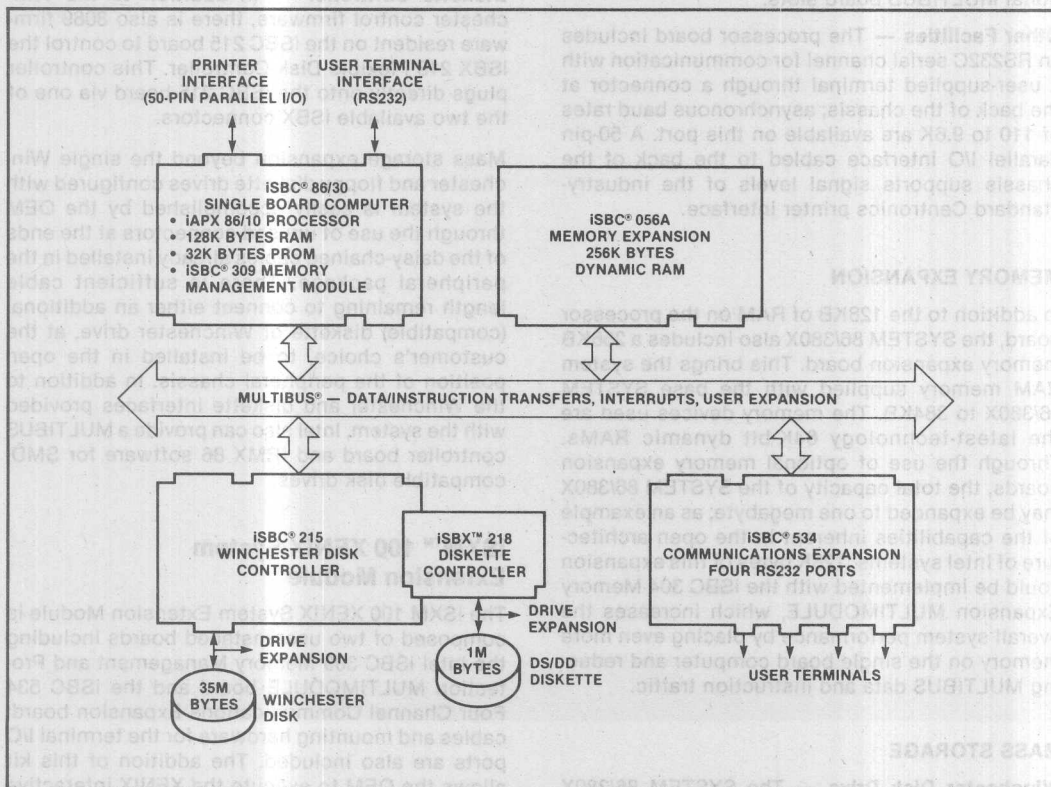 PRINTER
INTERFACE
(50-PIN PARALLEL I/O)
USER TERMINAL
INTERFACE
(RS232)
iSBC® 86/30
SINGLE BOARD COMPUTER
• iAPX 86/10 PROCESSOR
• 128K BYTES RAM
• 32K BYTES PROM
• iSBC® 309 MEMORY
MANAGEMENT MODULE
iSBC® 056A
MEMORY EXPANSION
256K BYTES
DYNAMIC RAM
MULTIBUS® — DATA/INSTRUCTION TRANSFERS, INTERRUPTS, USER EXPANSION
iSBC® 215
WINCHESTER DISK
CONTROLLER
iSBX™ 218
DISKETTE
CONTROLLER
iSBC® 534
COMMUNICATIONS EXPANSION
FOUR RS232 PORTS
DRIVE
EXPANSION
35M
BYTES
WINCHESTER
DISK
DRIVE
EXPANSION
1M
BYTES
DS/DD
DISKETTE
USER TERMINALS